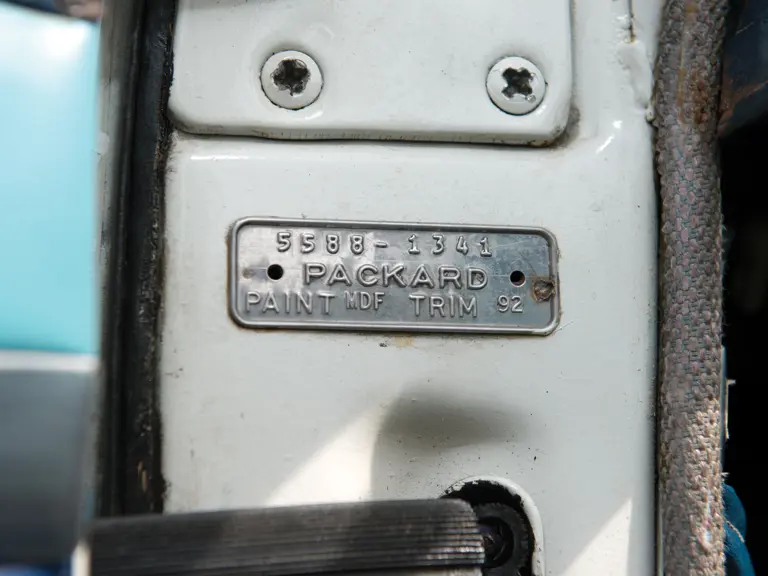 5588-1341
PACKARD
PAINT MDF TRIM 92